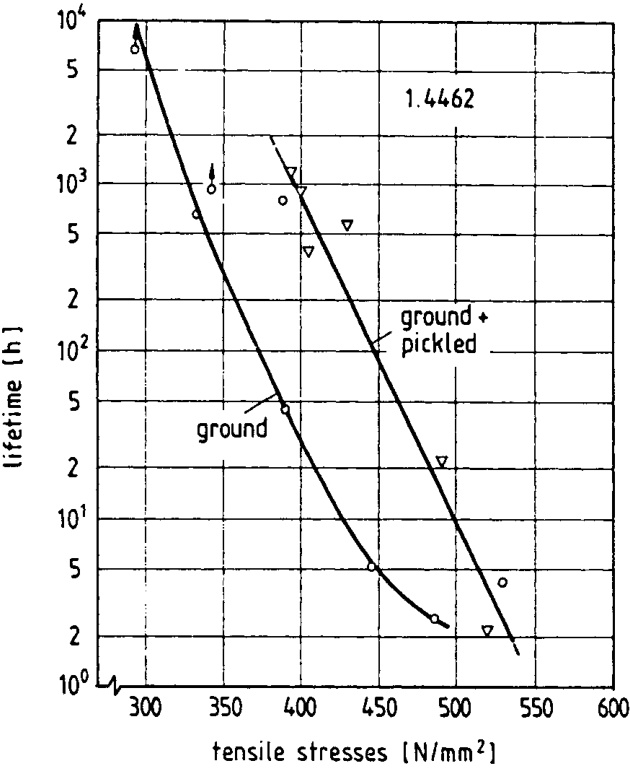 10⁴
5
2
10³
5
2
10²
5
2
10¹
5
2
10⁰
lifetime [h]
1.4462
ground +
pickled
ground
300 350 400 450 500 550 600
tensile stresses [N/mm²]